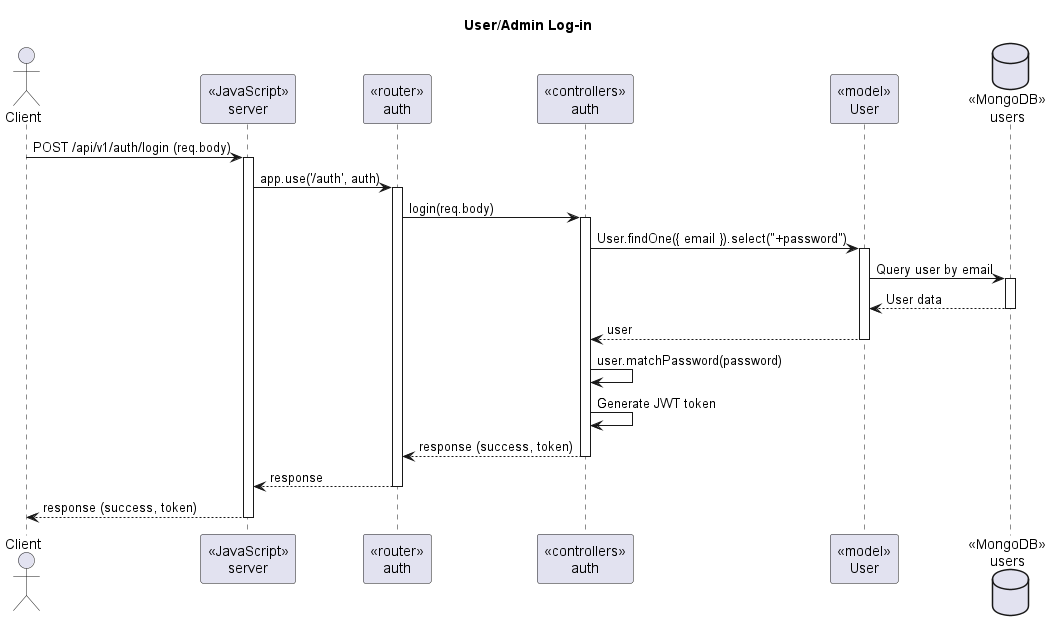 User/Admin Log-in
Client
«JavaScript»
server
«router»
auth
«controllers»
auth
«model»
User
«MongoDB»
users
POST /api/v1/auth/login (req.body)
app.use('/auth', auth)
login(req.body)
User.findOne({ email }).select("+password")
Query user by email
User data
user
user.matchPassword(password)
Generate JWT token
response (success, token)
response
response (success, token)
Client
«JavaScript»
server
«router»
auth
«controllers»
auth
«model»
User
«MongoDB»
users